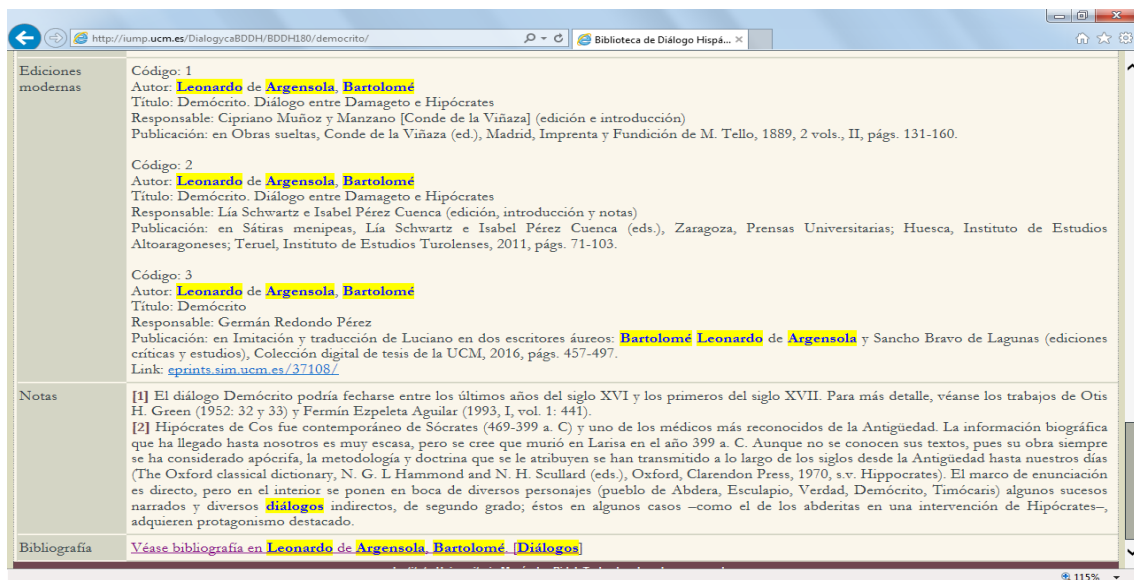 http://iump.ucm.es/DialogycaBDDH/BDDH180/democrito/
Biblioteca de Diálogo Hispá...
Ediciones modernas
Código: 1
Autor: Leonardo de Argensola, Bartolomé
Título: Demócrito. Diálogo entre Damageto e Hipócrates
Responsable: Cipriano Muñoz y Manzano [Conde de la Viñaza] (edición e introducción)
Publicación: en Obras sueltas, Conde de la Viñaza (ed.), Madrid, Imprenta y Fundición de M. Tello, 1889, 2 vols., II, págs. 131-160.
Código: 2
Autor: Leonardo de Argensola, Bartolomé
Título: Demócrito. Diálogo entre Damageto e Hipócrates
Responsable: Lía Schwartz e Isabel Pérez Cuenca (edición, introducción y notas)
Publicación: en Sátiras menipeas, Lía Schwartz e Isabel Pérez Cuenca (eds.), Zaragoza, Prensas Universitarias; Huesca, Instituto de Estudios
Altoaragoneses; Teruel, Instituto de Estudios Turolenses, 2011, págs. 71-103.
Código: 3
Autor: Leonardo de Argensola, Bartolomé
Título: Demócrito
Responsable: Germán Redondo Pérez
Publicación: en Imitación y traducción de Luciano en dos escritores áureos: Bartolomé Leonardo de Argensola y Sancho Bravo de Lagunas (ediciones
críticas y estudios), Colección digital de tesis de la UCM, 2016, págs. 457-497.
Link: eprints.sim.ucm.es/37108/
Notas
[1] El diálogo Demócrito podría fecharse entre los últimos años del siglo XVI y los primeros del siglo XVII. Para más detalle, véanse los trabajos de Otis
H. Green (1952: 32 y 33) y Fermín Ezpeleta Aguilar (1993, I, vol. 1: 441).
[2] Hipócrates de Cos fue contemporáneo de Sócrates (469-399 a. C) y uno de los médicos más reconocidos de la Antigüedad. La información biográfica
que ha llegado hasta nosotros es muy escasa, pero se cree que murió en Larisa en el año 399 a. C. Aunque no se conocen sus textos, pues su obra siempre
se ha considerado apócrifa, la metodología y doctrina que se le atribuyen se han transmitido a lo largo de los siglos desde la Antigüedad hasta nuestros días
(The Oxford classical dictionary, N. G. L Hammond and N. H. Scullard (eds.), Oxford, Clarendon Press, 1970, s.v. Hippocrates). El marco de enunciación
es directo, pero en el interior se ponen en boca de diversos personajes (pueblo de Abdera, Esculapio, Verdad, Demócrito, Timócaris) algunos sucesos
narrados y diversos diálogos indirectos, de segundo grado; éstos en algunos casos –como el de los abderitas en una intervención de Hipócrates–,
adquieren protagonismo destacado.
Bibliografía
Véase bibliografía en Leonardo de Argensola, Bartolomé. [Diálogos]
115%